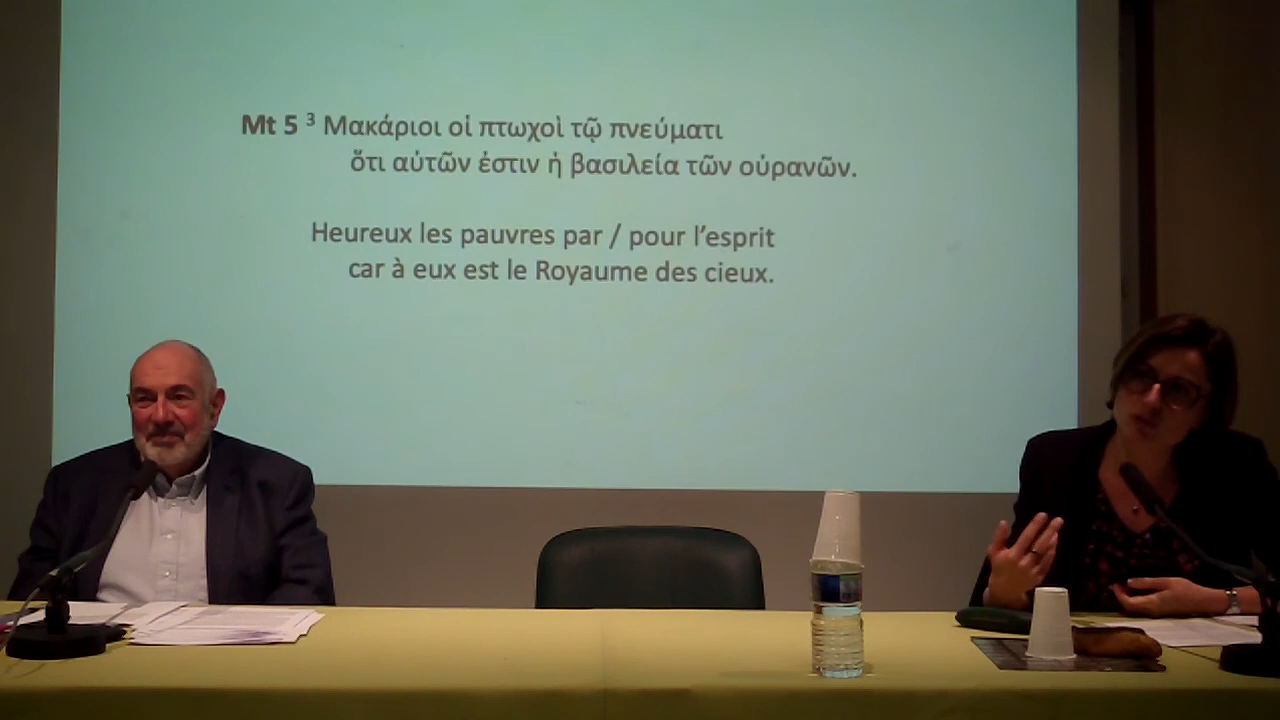 Mt 5 ³ Μακάριοι οἱ πτωχοὶ τῷ πνεύματι
ὅτι αὐτῶν ἐστιν ἡ βασιλεία τῶν οὐρανῶν.
Heureux les pauvres par / pour l’esprit
car à eux est le Royaume des cieux.